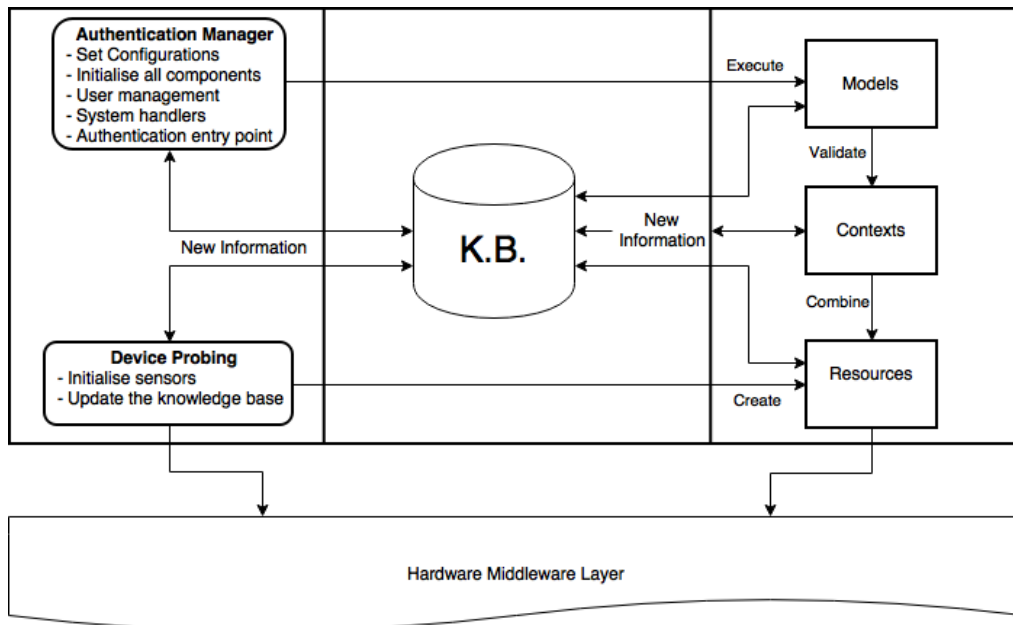 Authentication Manager
- Set Configurations
- Initialise all components
- User management
- System handlers
- Authentication entry point
Execute
Models
Validate
New Information
K.B.
New
Information
Contexts
Combine
Device Probing
- Initialise sensors
- Update the knowledge base
Resources
Create
Hardware Middleware Layer